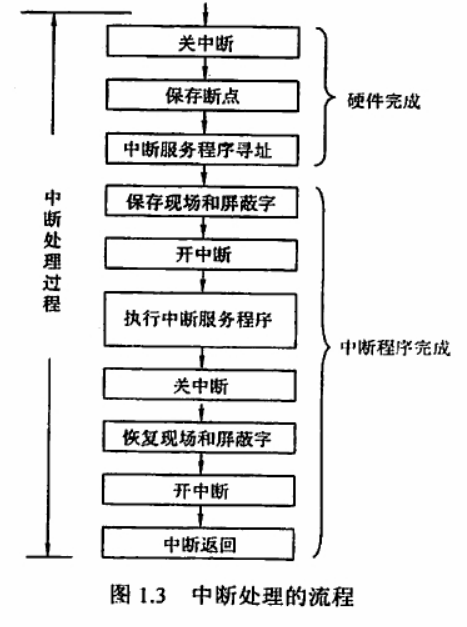 关中断
保存断点
硬件完成
中断服务程序寻址
保存现场和屏蔽字
中断处理过程
开中断
执行中断服务程序
中断程序完成
关中断
恢复现场和屏蔽字
开中断
中断返回
图 1.3 中断处理的流程